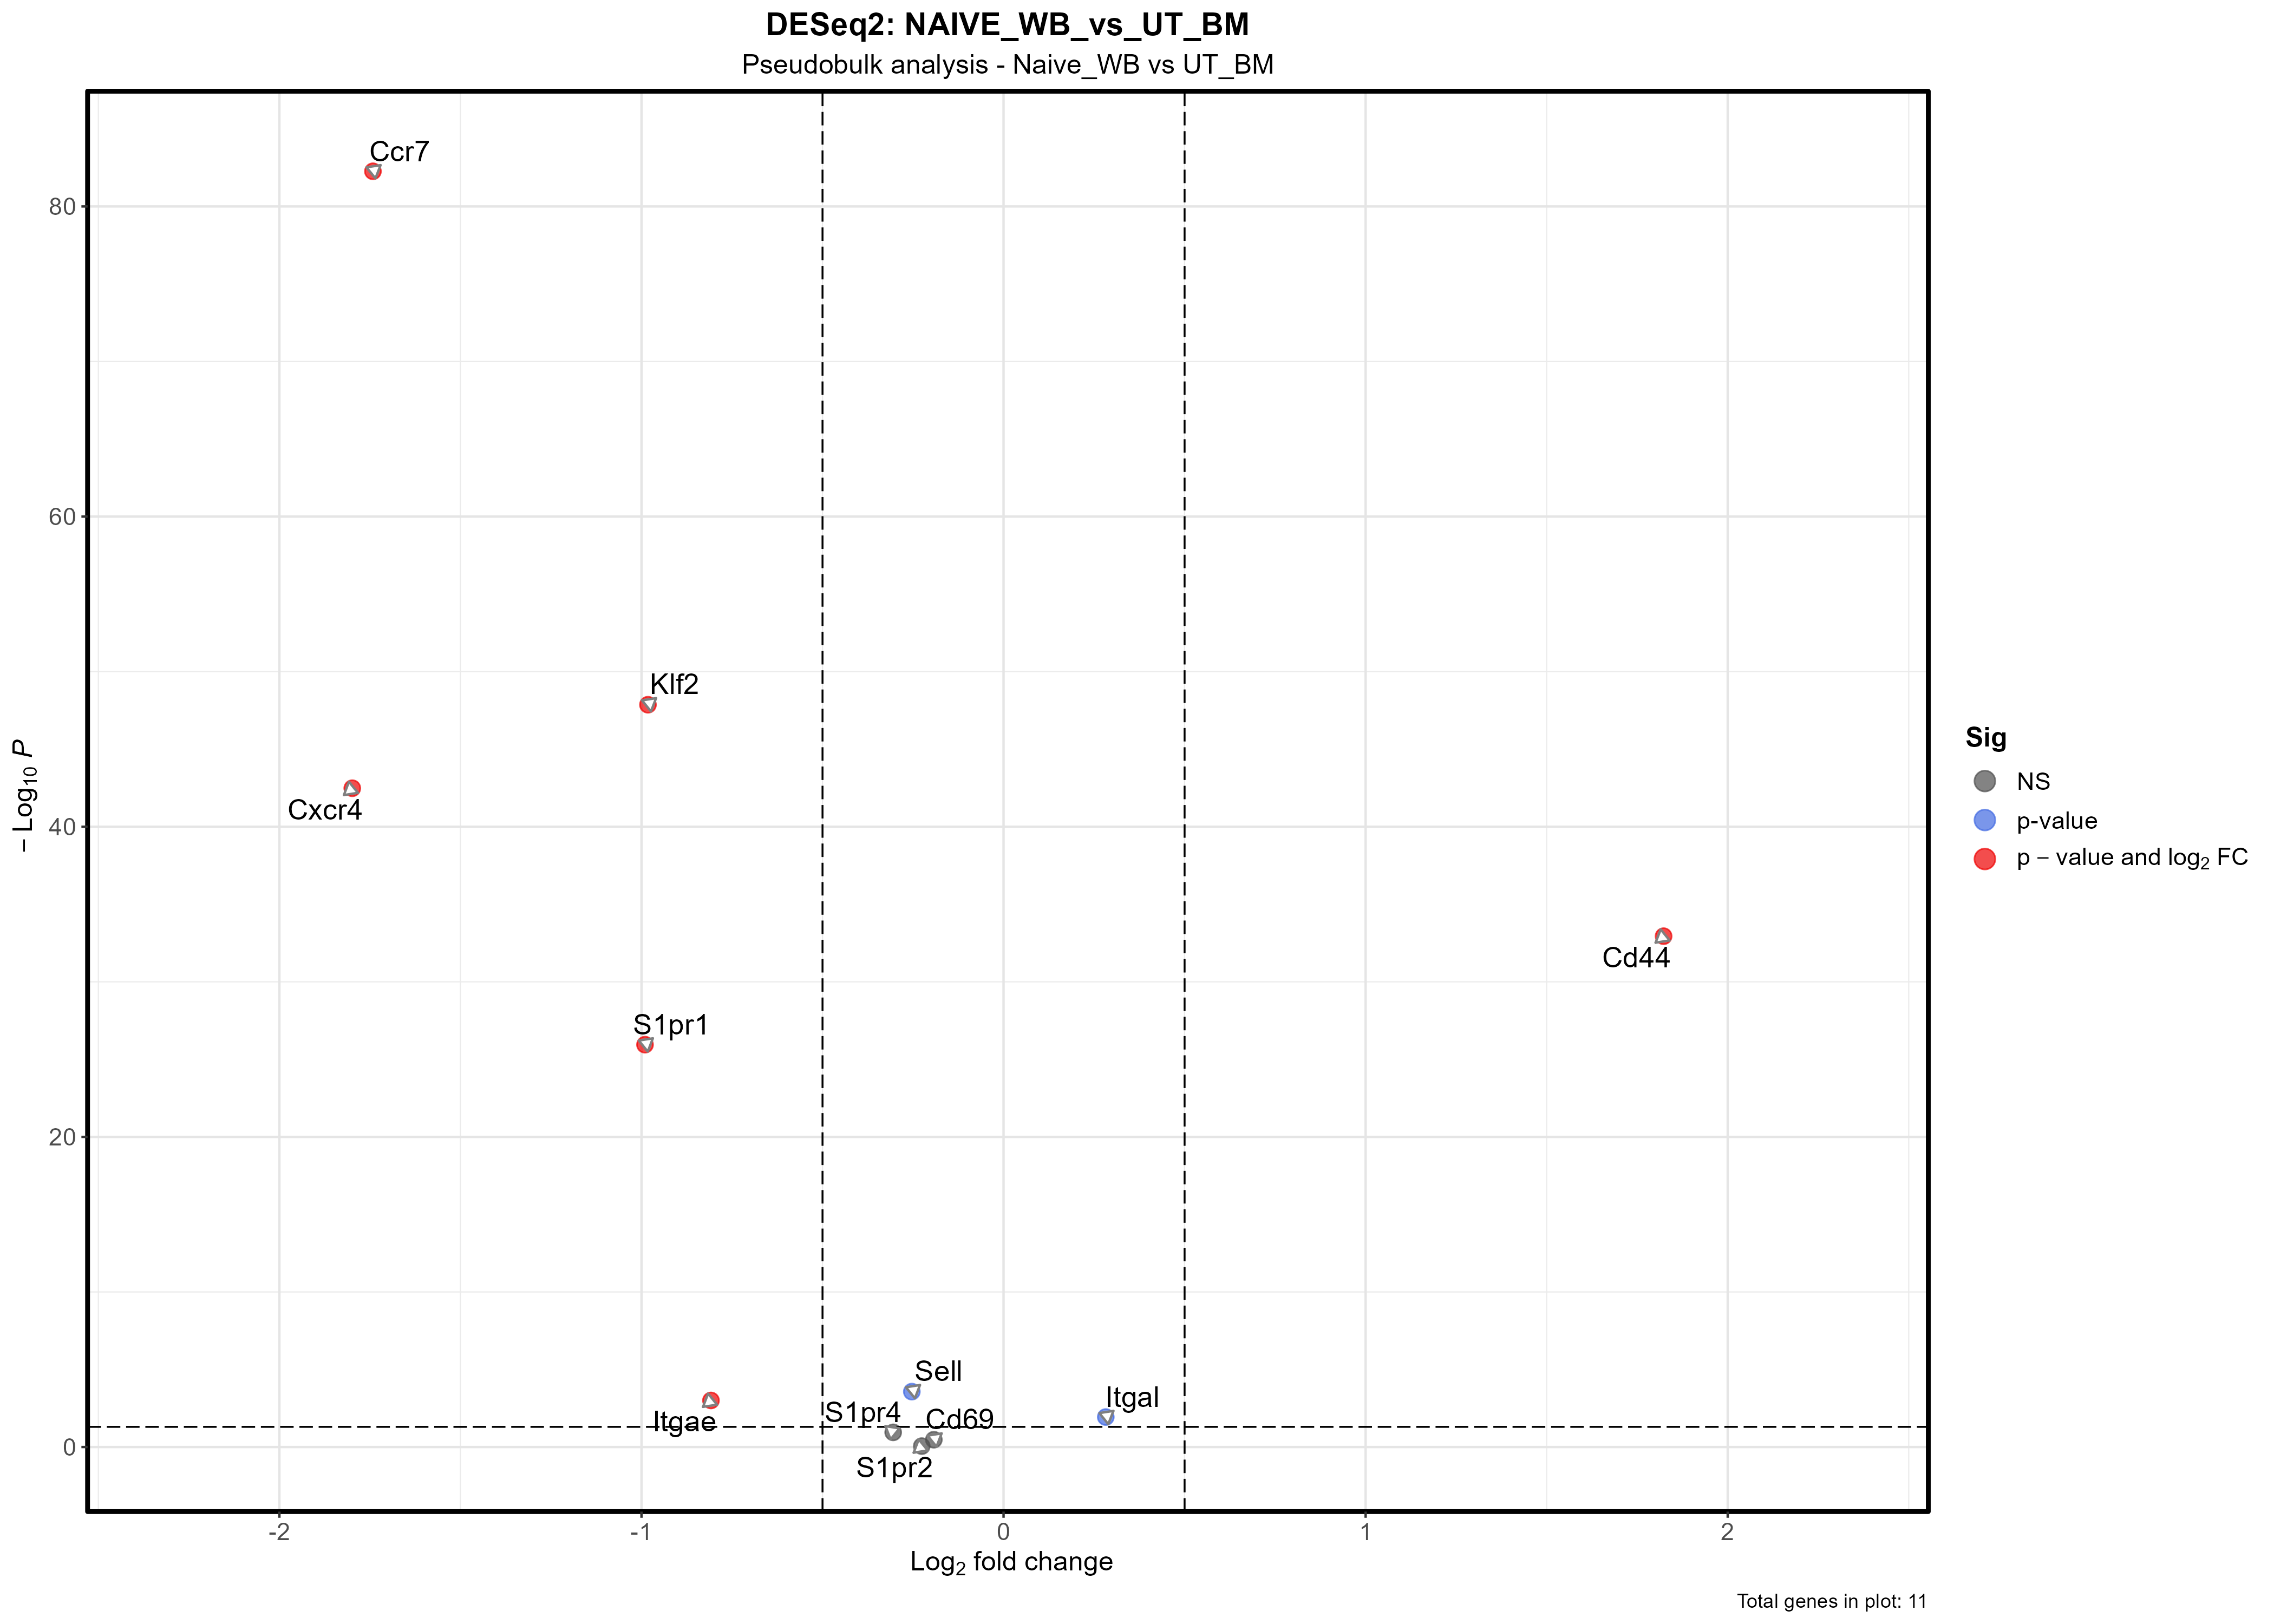 DESeq2: NAIVE_WB_vs_UT_BM
Pseudobulk analysis - Naive_WB vs UT_BM
Ccr7
80
60
Klf2
Cxcr4
40
Cd44
S1pr1
20
Sell
Itgal
S1pr4
Cd69
Itgae
0
S1pr2
-2
-1
0
1
2
Log₂ fold change
− Log₁₀ P
Sig
NS
p-value
p − value and log₂ FC
Total genes in plot: 11